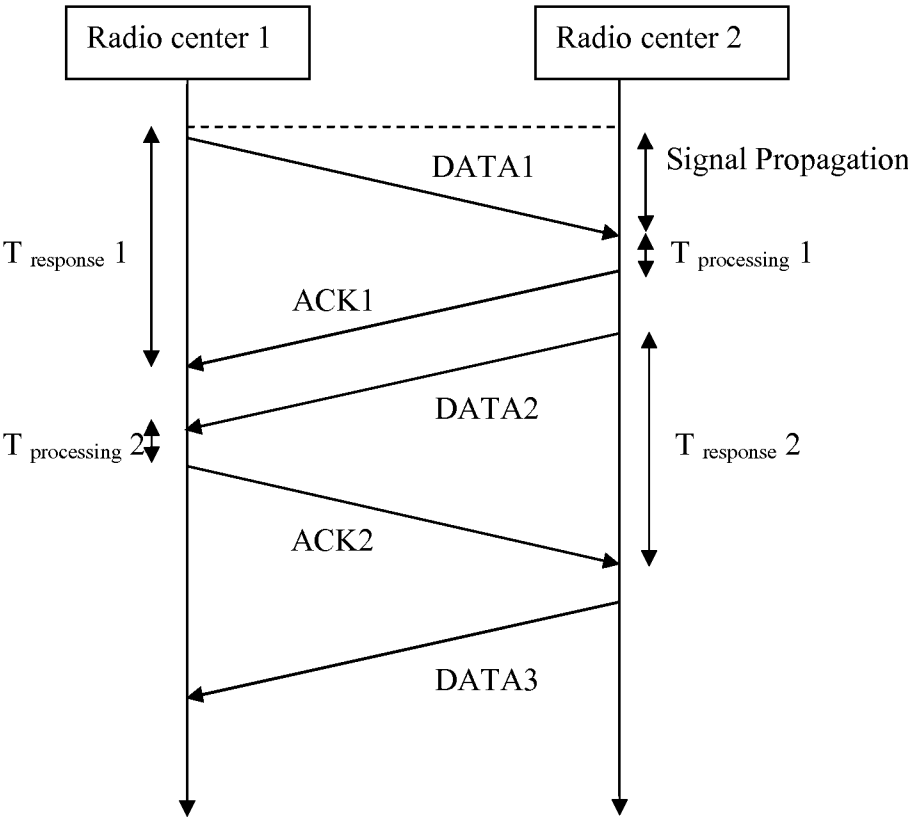 Radio center 1
Radio center 2
DATA1
Signal Propagation
T response 1
T processing 1
ACK1
DATA2
T processing 2
T response 2
ACK2
DATA3